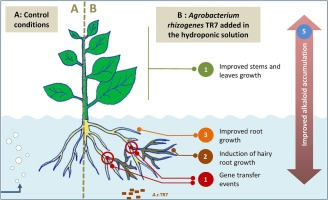 A: Control
conditions
A
B
B : Agrobacterium
rhizogenes TR7 added in
the hydroponic solution
5
1
Improved stems and
leaves growth
Improved alkaloid accumulation
3
Improved root
growth
2
Induction of hairy
root growth
1
Gene transfer
events
A.r.TR7